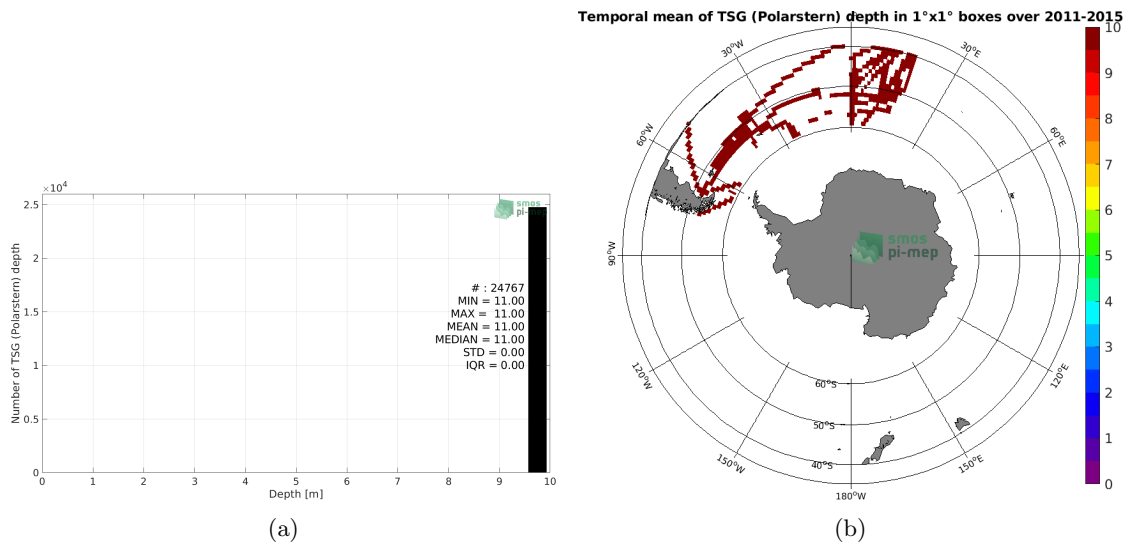 Temporal mean of TSG (Polarstern) depth in 1°x1° boxes over 2011-2015
×10⁴
2.5
2
1.5
1
0.5
0
Number of TSG (Polarstern) depth
smos
pi-mep
# : 24767
MIN = 11.00
MAX = 11.00
MEAN = 11.00
MEDIAN = 11.00
STD = 0.00
IQR = 0.00
0 1 2 3 4 5 6 7 8 9 10
Depth [m]
(a)
30°W
30°E
60°W
60°E
90°W
smos
pi-mep
120°W
120°E
150°W
150°E
180°W
60°S
50°S
40°S
10
9
8
7
6
5
4
3
2
1
0
(b)